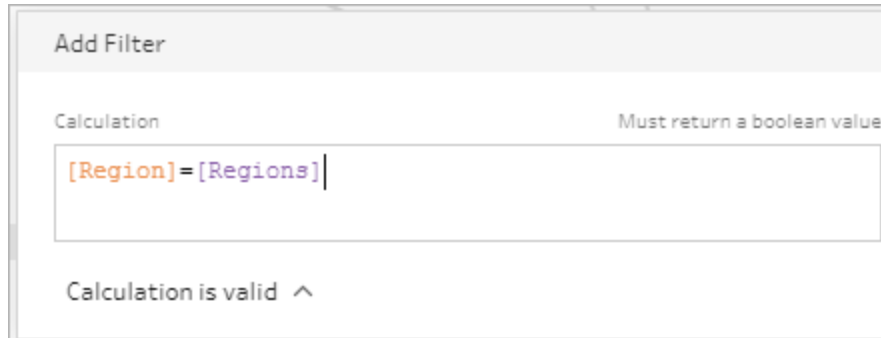 Add Filter
Calculation Must return a boolean value
[Region]=[Regions]
Calculation is valid